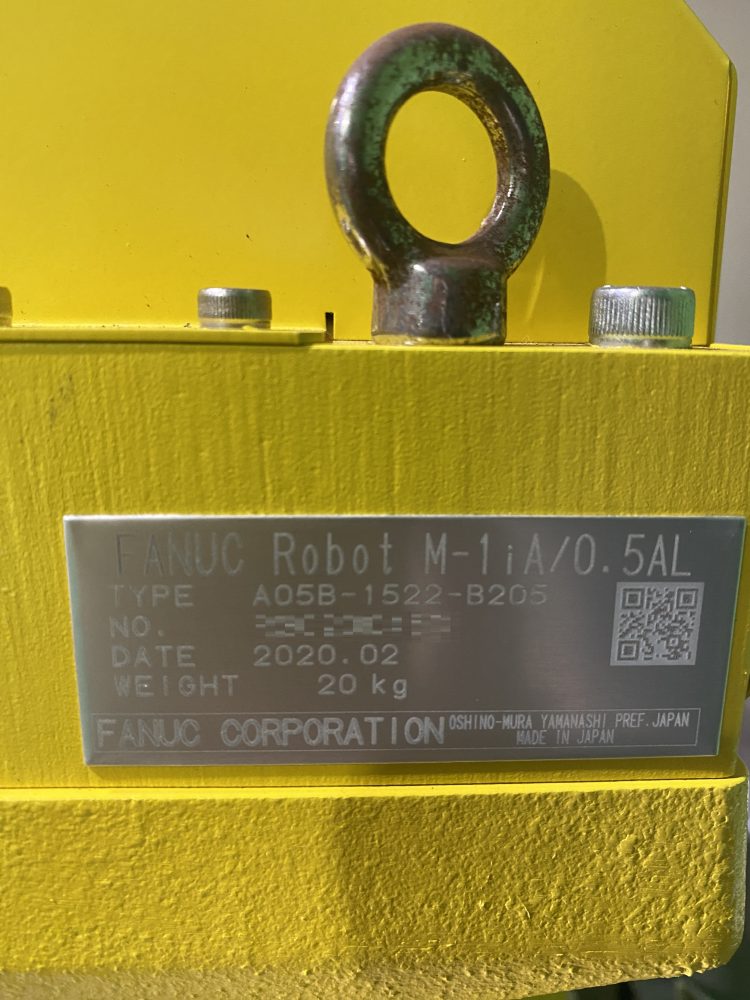 FANUC Robot M-1iA/0.5AL
TYPE A05B-1522-B205
NO.
DATE 2020.02
WEIGHT 20 kg
FANUC CORPORATION OSHINO-MURA YAMANASHI PREF. JAPAN
MADE IN JAPAN